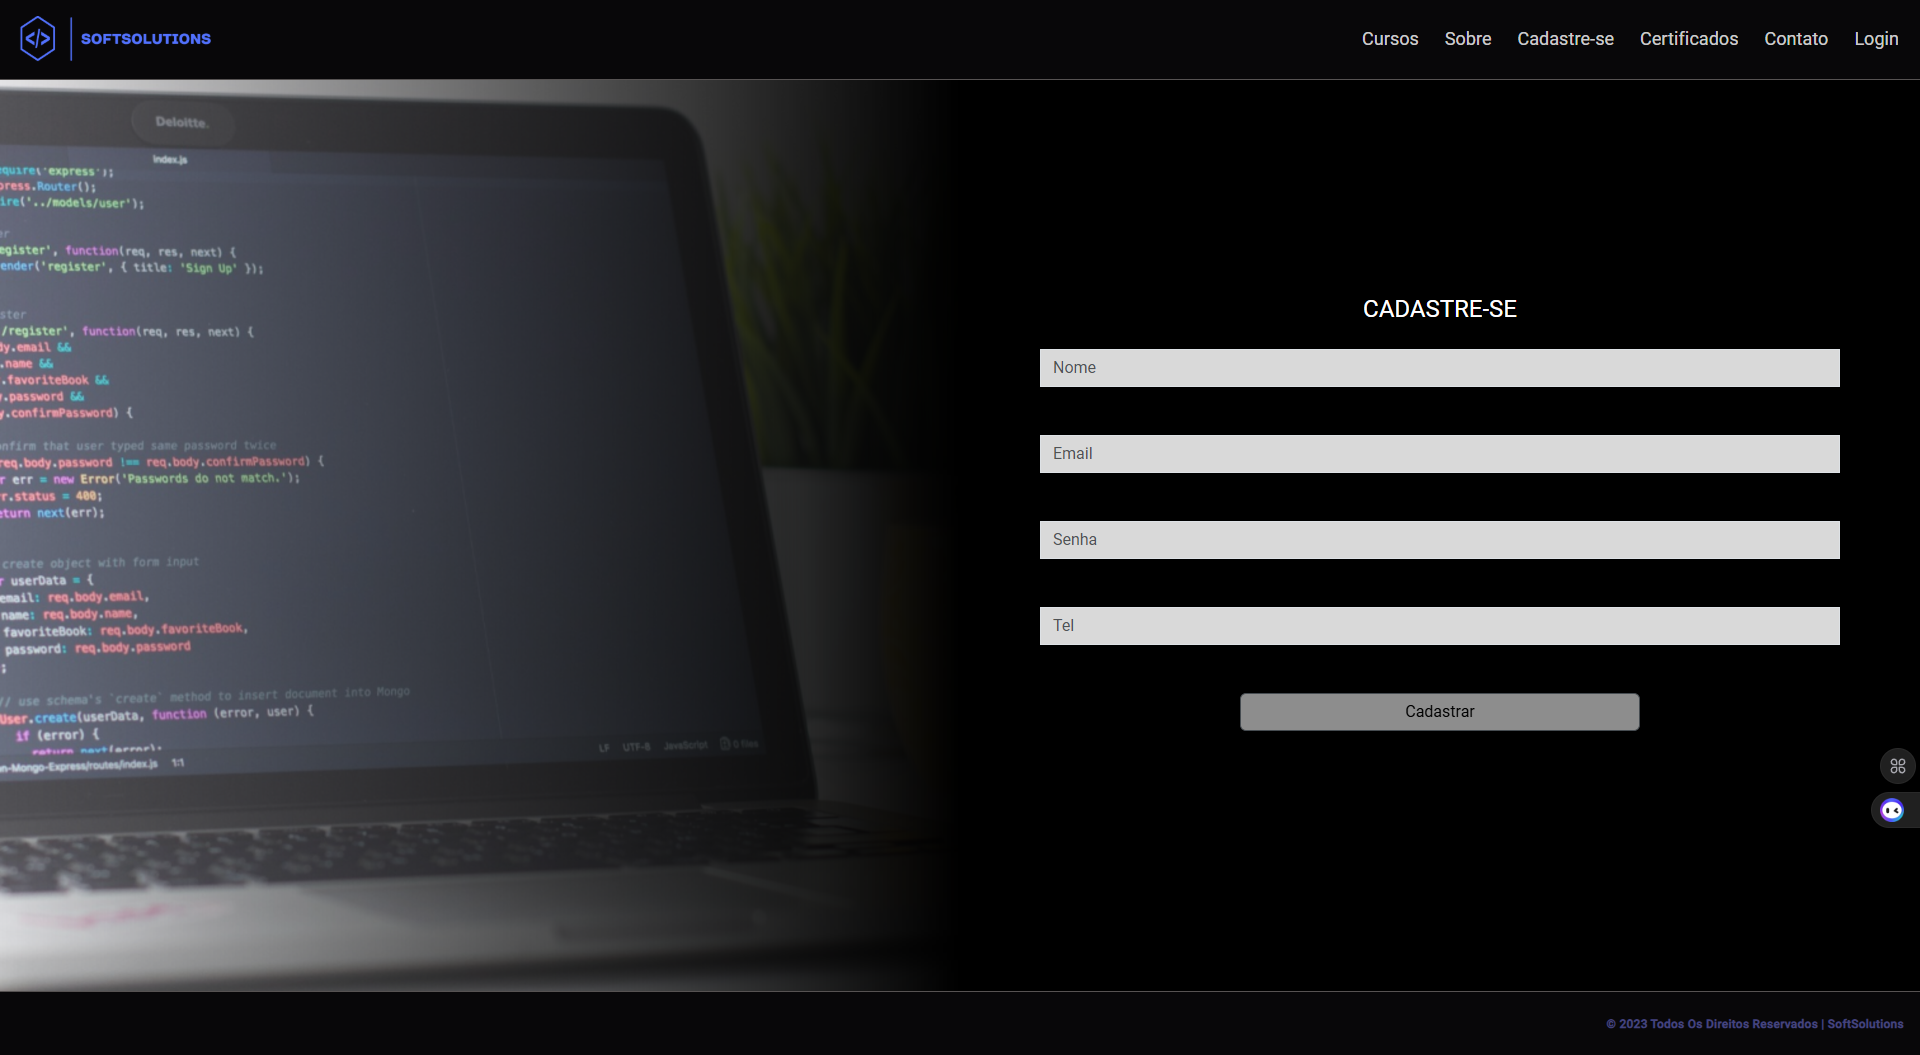 SOFTSOLUTIONS
Cursos Sobre Cadastre-se Certificados Contato Login
Deloitte.
index.js
equire('express');
press.Router();
ire('../models/user');
er
egister', function(req, res, next) {
ender('register', { title: 'Sign Up' });
ster
/register', function(req, res, next) {
dy.email &&
.name &&
.favoriteBook &&
.password &&
y.confirmPassword) {
onfirm that user typed same password twice
req.body.password !== req.body.confirmPassword) {
r err = new Error('Passwords do not match.');
r.status = 400;
eturn next(err);
create object with form input
r userData = {
email: req.body.email,
name: req.body.name,
favoriteBook: req.body.favoriteBook,
password: req.body.password
;
// use schema's `create` method to insert document into Mongo
User.create(userData, function (error, user) {
if (error) {
return next(error);
n-Mongo-Express/routes/index.js 1:1
LF UTF-8 JavaScript 0 files
CADASTRE-SE
Nome
Email
Senha
Tel
Cadastrar
© 2023 Todos Os Direitos Reservados | SoftSolutions